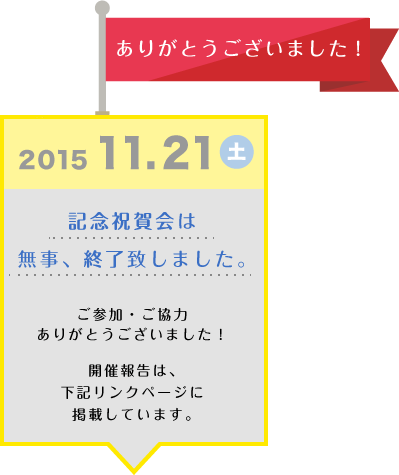 ありがとうございました！
2015 11.21 土
記念祝賀会は
無事、終了致しました。
ご参加・ご協力
ありがとうございました！
開催報告は、
下記リンクページに
掲載しています。